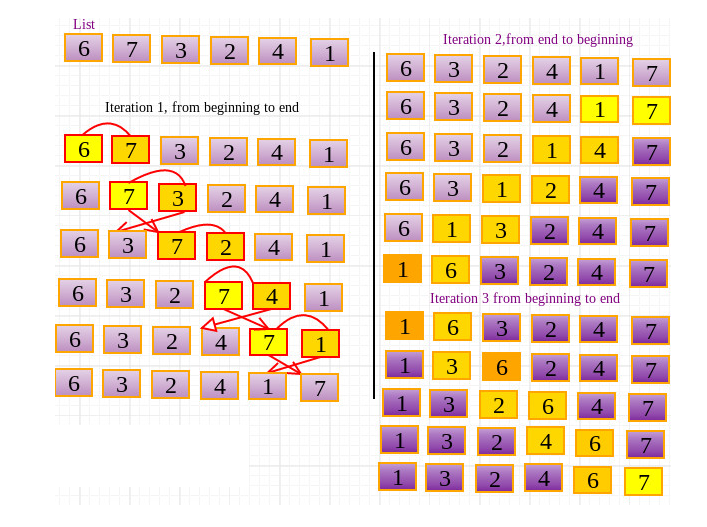 List
6 7 3 2 4 1
Iteration 1, from beginning to end
6 7 3 2 4 1
6 7 3 2 4 1
6 3 7 2 4 1
6 3 2 7 4 1
6 3 2 4 7 1
6 3 2 4 1 7
Iteration 2,from end to beginning
6 3 2 4 1 7
6 3 2 4 1 7
6 3 2 1 4 7
6 3 1 2 4 7
6 1 3 2 4 7
1 6 3 2 4 7
Iteration 3 from beginning to end
1 6 3 2 4 7
1 3 6 2 4 7
1 3 2 6 4 7
1 3 2 4 6 7
1 3 2 4 6 7